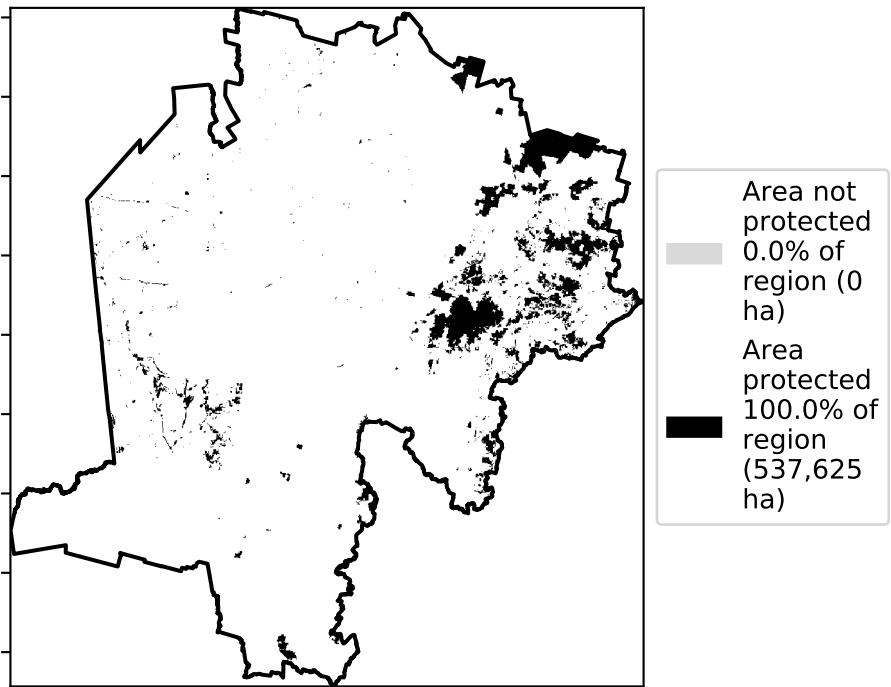 Area not
protected
0.0% of
region (0
ha)
Area
protected
100.0% of
region
(537,625
ha)